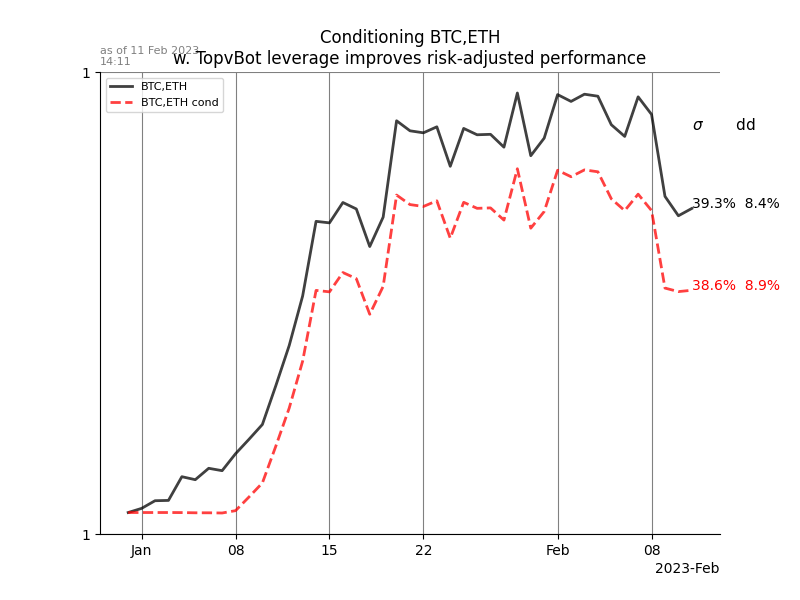 Conditioning BTC,ETH
w. TopvBot leverage improves risk-adjusted performance
as of 11 Feb 2023
14:11
1
BTC,ETH
BTC,ETH cond
σ dd
39.3% 8.4%
38.6% 8.9%
1
Jan 08 15 22 Feb 08
2023-Feb